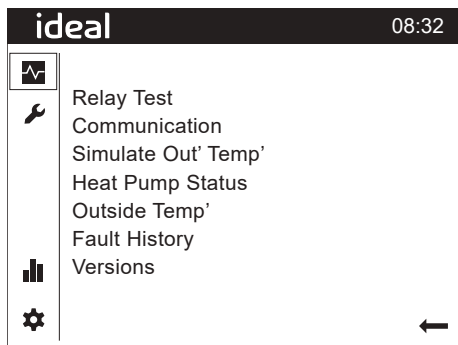 ideal 08:32
Relay Test
Communication
Simulate Out' Temp'
Heat Pump Status
Outside Temp'
Fault History
Versions